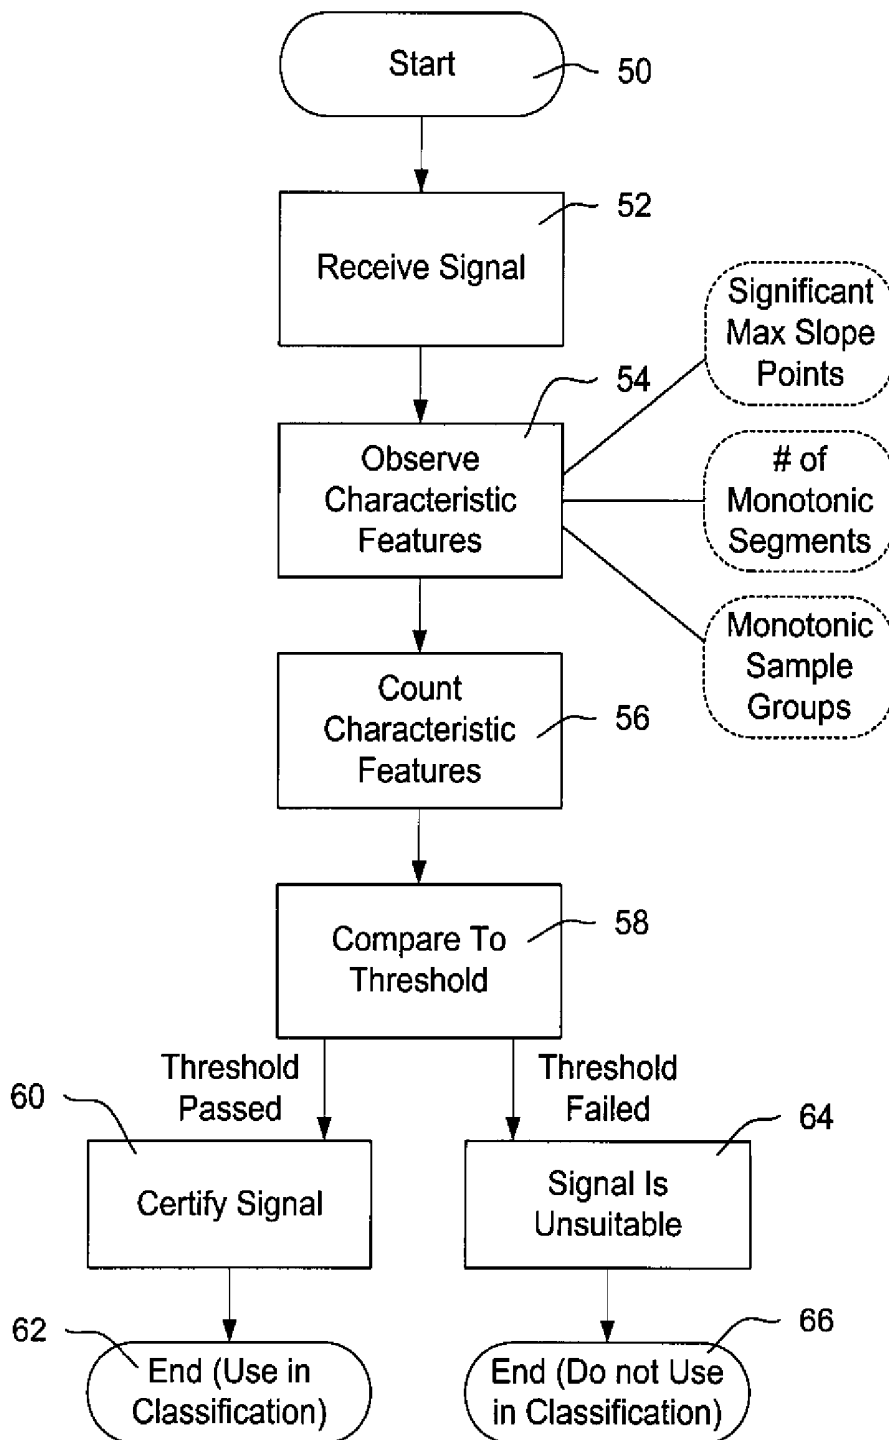 Start
50
52
Receive Signal
Significant
Max Slope
Points
54
Observe
Characteristic
Features
# of
Monotonic
Segments
Monotonic
Sample
Groups
Count
Characteristic
Features
56
58
Compare To
Threshold
Threshold
Passed
Threshold
Failed
60
64
Certify Signal
Signal Is
Unsuitable
62
66
End (Use in
Classification)
End (Do not Use
in Classification)